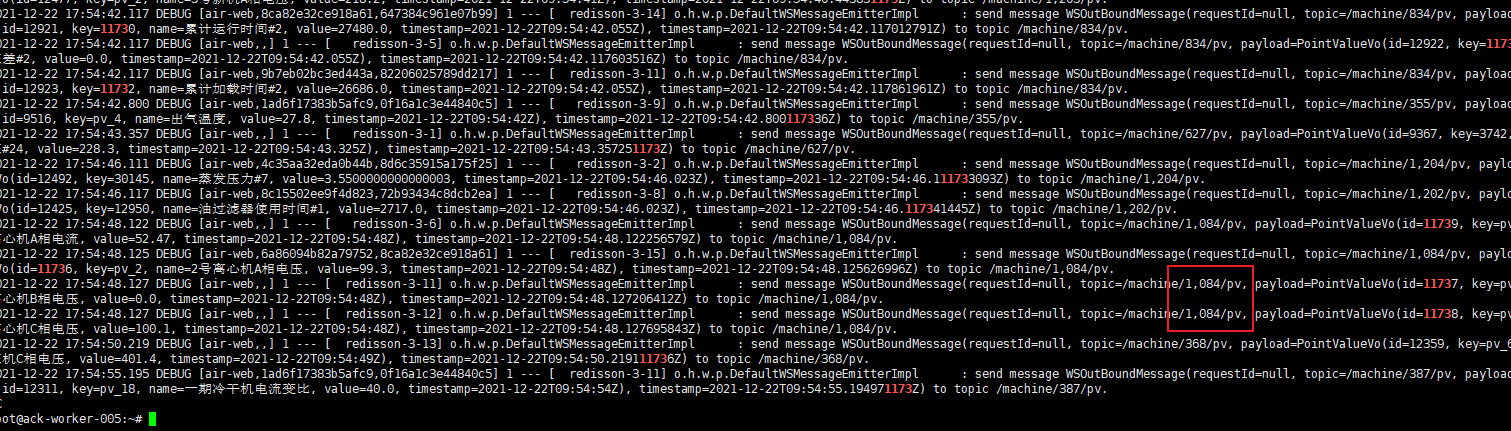 021-12-22 17:54:42.117 DEBUG [air-web,8ca82e32ce918a61,647384c961e07b99] 1 --- [  redisson-3-14] o.h.w.p.DefaultWSMessageEmitterImpl      : send message WSOutBoundMessage(requestId=null, topic=/machine/834/pv, payload
id=12921, key=11730, name=累计运行时间#2, value=27480.0, timestamp=2021-12-22T09:54:42.055Z), timestamp=2021-12-22T09:54:42.117012791Z) to topic /machine/834/pv.
021-12-22 17:54:42.117 DEBUG [air-web,,] 1 --- [   redisson-3-5] o.h.w.p.DefaultWSMessageEmitterImpl      : send message WSOutBoundMessage(requestId=null, topic=/machine/834/pv, payload=PointValueVo(id=12922, key=1173
差#2, value=0.0, timestamp=2021-12-22T09:54:42.055Z), timestamp=2021-12-22T09:54:42.117603516Z) to topic /machine/834/pv.
021-12-22 17:54:42.117 DEBUG [air-web,9b7eb02bc3ed443a,82206025789dd217] 1 --- [  redisson-3-11] o.h.w.p.DefaultWSMessageEmitterImpl      : send message WSOutBoundMessage(requestId=null, topic=/machine/834/pv, payload
id=12923, key=11732, name=累计加载时间#2, value=26686.0, timestamp=2021-12-22T09:54:42.055Z), timestamp=2021-12-22T09:54:42.117861961Z) to topic /machine/834/pv.
021-12-22 17:54:42.800 DEBUG [air-web,1ad6f17383b5afc9,0f16a1c3e44840c5] 1 --- [   redisson-3-9] o.h.w.p.DefaultWSMessageEmitterImpl      : send message WSOutBoundMessage(requestId=null, topic=/machine/355/pv, payload
id=9516, key=pv_4, name=出气温度, value=27.8, timestamp=2021-12-22T09:54:42Z), timestamp=2021-12-22T09:54:42.800117336Z) to topic /machine/355/pv.
021-12-22 17:54:43.357 DEBUG [air-web,,] 1 --- [   redisson-3-1] o.h.w.p.DefaultWSMessageEmitterImpl      : send message WSOutBoundMessage(requestId=null, topic=/machine/627/pv, payload=PointValueVo(id=9367, key=3742,
#24, value=228.3, timestamp=2021-12-22T09:54:43.325Z), timestamp=2021-12-22T09:54:43.357251173Z) to topic /machine/627/pv.
021-12-22 17:54:46.111 DEBUG [air-web,4c35aa32eda0b44b,8d6c35915a175f25] 1 --- [   redisson-3-2] o.h.w.p.DefaultWSMessageEmitterImpl      : send message WSOutBoundMessage(requestId=null, topic=/machine/1,204/pv, payloa
o(id=12492, key=30145, name=蒸发压力#7, value=3.5500000000000003, timestamp=2021-12-22T09:54:46.023Z), timestamp=2021-12-22T09:54:46.111733093Z) to topic /machine/1,204/pv.
021-12-22 17:54:46.117 DEBUG [air-web,8c15502ee9f4d823,72b93434c8dcb2ea] 1 --- [   redisson-3-8] o.h.w.p.DefaultWSMessageEmitterImpl      : send message WSOutBoundMessage(requestId=null, topic=/machine/1,202/pv, payloa
o(id=12425, key=12950, name=油过滤器使用时间#1, value=2717.0, timestamp=2021-12-22T09:54:46.023Z), timestamp=2021-12-22T09:54:46.117341445Z) to topic /machine/1,202/pv.
021-12-22 17:54:48.122 DEBUG [air-web,,] 1 --- [   redisson-3-6] o.h.w.p.DefaultWSMessageEmitterImpl      : send message WSOutBoundMessage(requestId=null, topic=/machine/1,084/pv, payload=PointValueVo(id=11739, key=p
心机A相电流, value=52.47, timestamp=2021-12-22T09:54:48Z), timestamp=2021-12-22T09:54:48.122256579Z) to topic /machine/1,084/pv.
021-12-22 17:54:48.125 DEBUG [air-web,6a86094b82a79752,8ca82e32ce918a61] 1 --- [  redisson-3-15] o.h.w.p.DefaultWSMessageEmitterImpl      : send message WSOutBoundMessage(requestId=null, topic=/machine/1,084/pv, payloa
o(id=11736, key=pv_2, name=2号离心机A相电压, value=99.3, timestamp=2021-12-22T09:54:48Z), timestamp=2021-12-22T09:54:48.125626996Z) to topic /machine/1,084/pv.
021-12-22 17:54:48.127 DEBUG [air-web,,] 1 --- [  redisson-3-11] o.h.w.p.DefaultWSMessageEmitterImpl      : send message WSOutBoundMessage(requestId=null, topic=/machine/1,084/pv, payload=PointValueVo(id=11737, key=pv
心机B相电压, value=0.0, timestamp=2021-12-22T09:54:48Z), timestamp=2021-12-22T09:54:48.127206412Z) to topic /machine/1,084/pv.
021-12-22 17:54:48.127 DEBUG [air-web,,] 1 --- [  redisson-3-12] o.h.w.p.DefaultWSMessageEmitterImpl      : send message WSOutBoundMessage(requestId=null, topic=/machine/1,084/pv, payload=PointValueVo(id=11738, key=pv
心机C相电压, value=100.1, timestamp=2021-12-22T09:54:48Z), timestamp=2021-12-22T09:54:48.127695843Z) to topic /machine/1,084/pv.
021-12-22 17:54:50.219 DEBUG [air-web,,] 1 --- [  redisson-3-13] o.h.w.p.DefaultWSMessageEmitterImpl      : send message WSOutBoundMessage(requestId=null, topic=/machine/368/pv, payload=PointValueVo(id=12359, key=pv_6
机C相电压, value=401.4, timestamp=2021-12-22T09:54:49Z), timestamp=2021-12-22T09:54:50.219111736Z) to topic /machine/368/pv.
021-12-22 17:54:55.195 DEBUG [air-web,1ad6f17383b5afc9,0f16a1c3e44840c5] 1 --- [  redisson-3-11] o.h.w.p.DefaultWSMessageEmitterImpl      : send message WSOutBoundMessage(requestId=null, topic=/machine/387/pv, payload
id=12311, key=pv_18, name=一期冷干机电流变比, value=40.0, timestamp=2021-12-22T09:54:54Z), timestamp=2021-12-22T09:54:55.194971173Z) to topic /machine/387/pv.
ot@ack-worker-005:~#